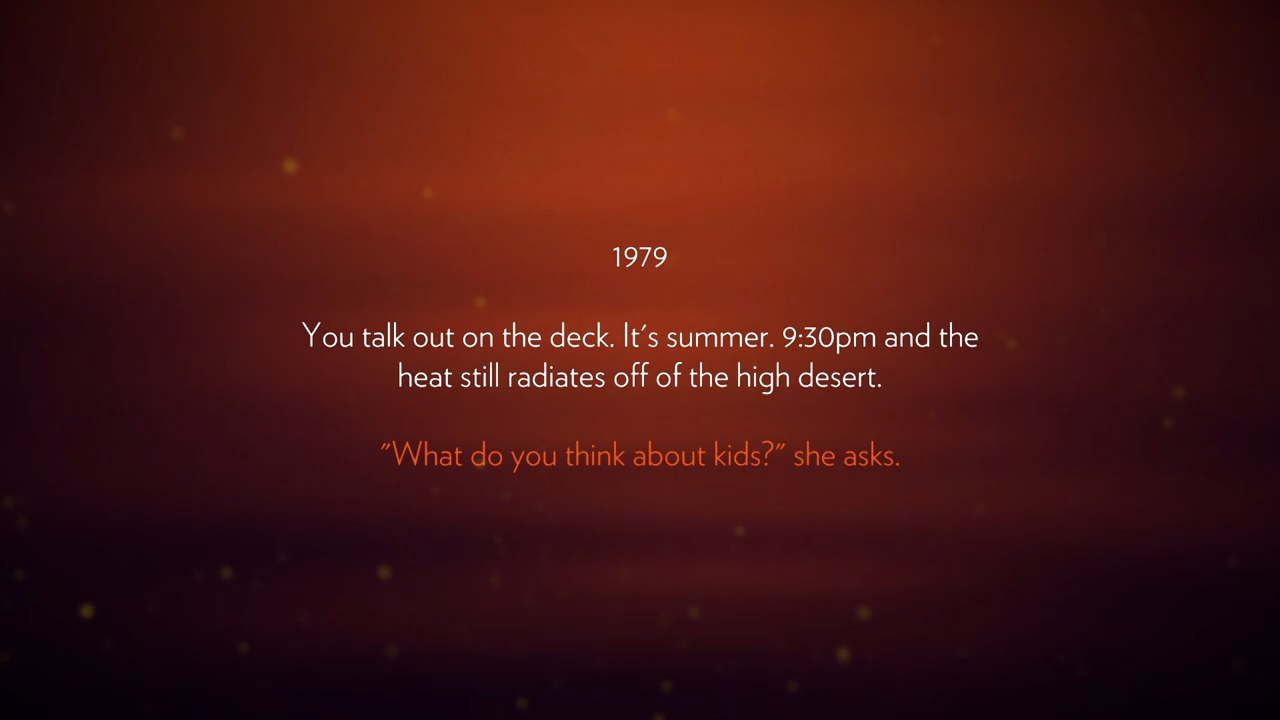 1979
You talk out on the deck. It's summer. 9:30pm and the
heat still radiates off of the high desert.
"What do you think about kids?" she asks.